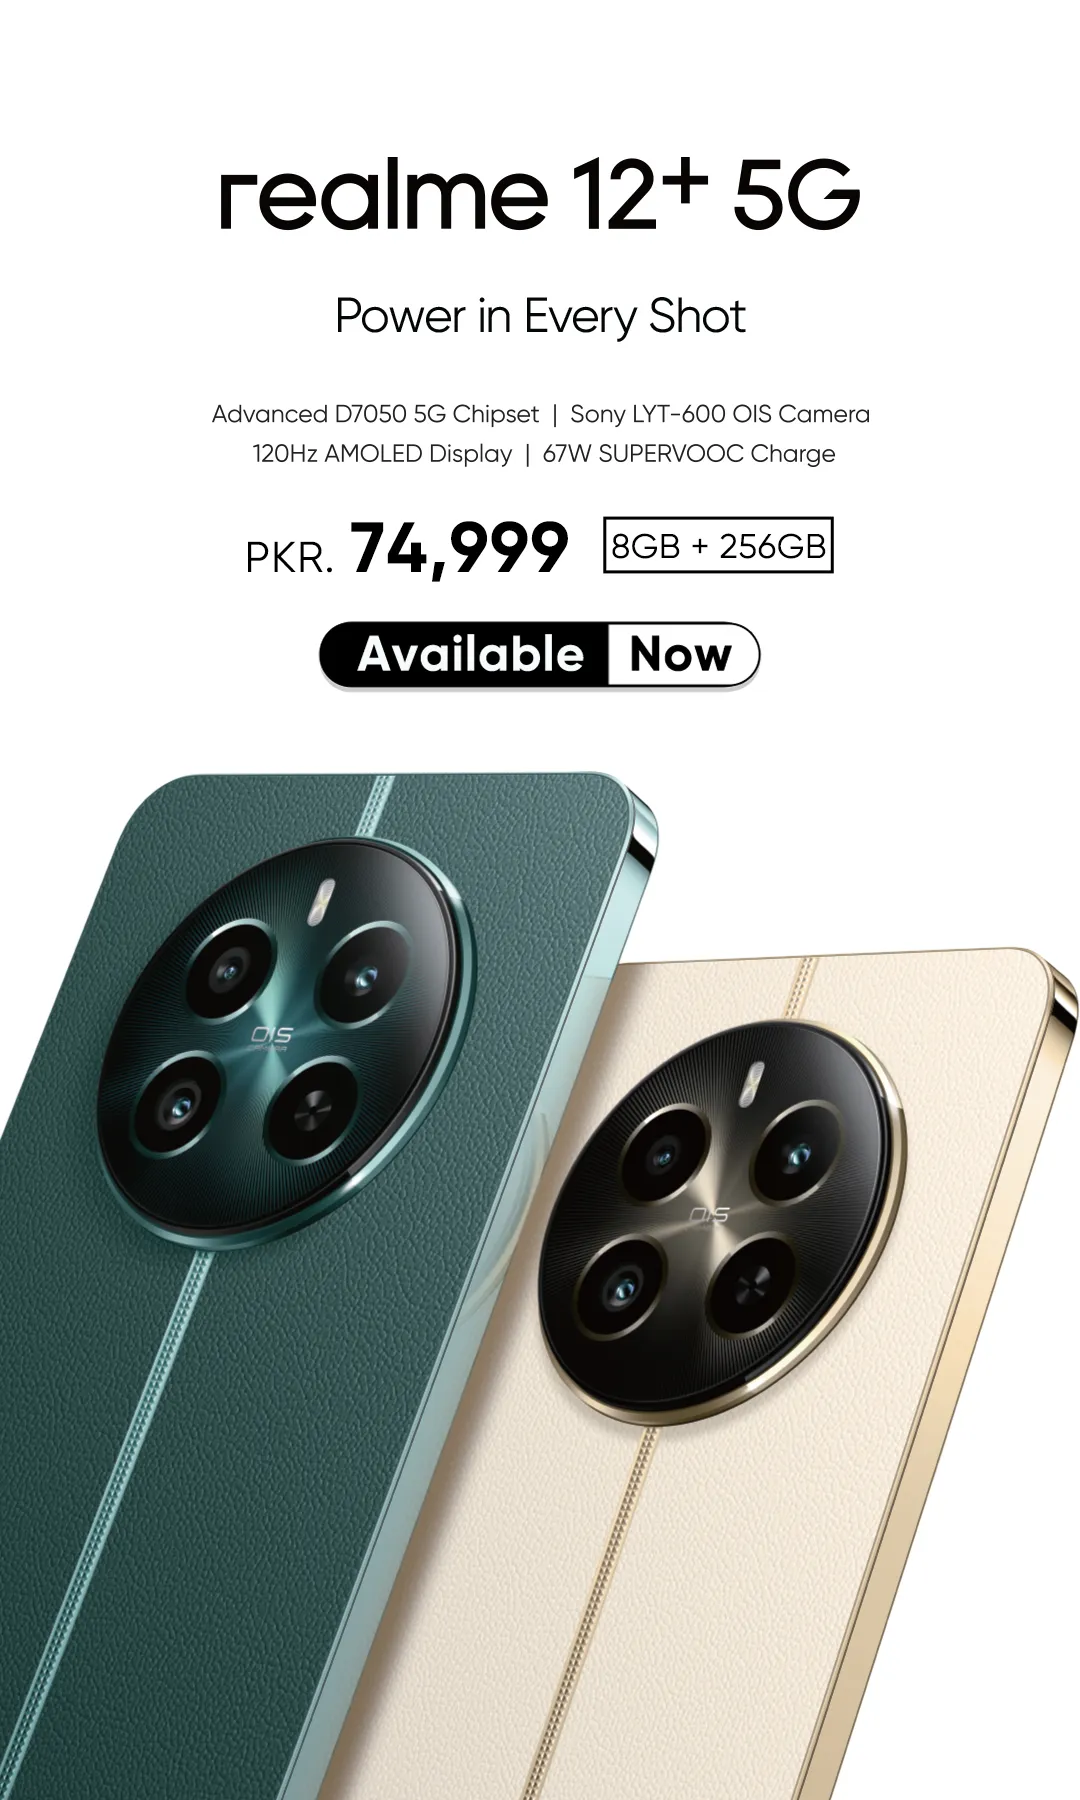 realme 12+ 5G
Power in Every Shot
Advanced D7050 5G Chipset | Sony LYT-600 OIS Camera
120Hz AMOLED Display | 67W SUPERVOOC Charge
PKR. 74,999 8GB + 256GB
Available Now
OIS
OIS